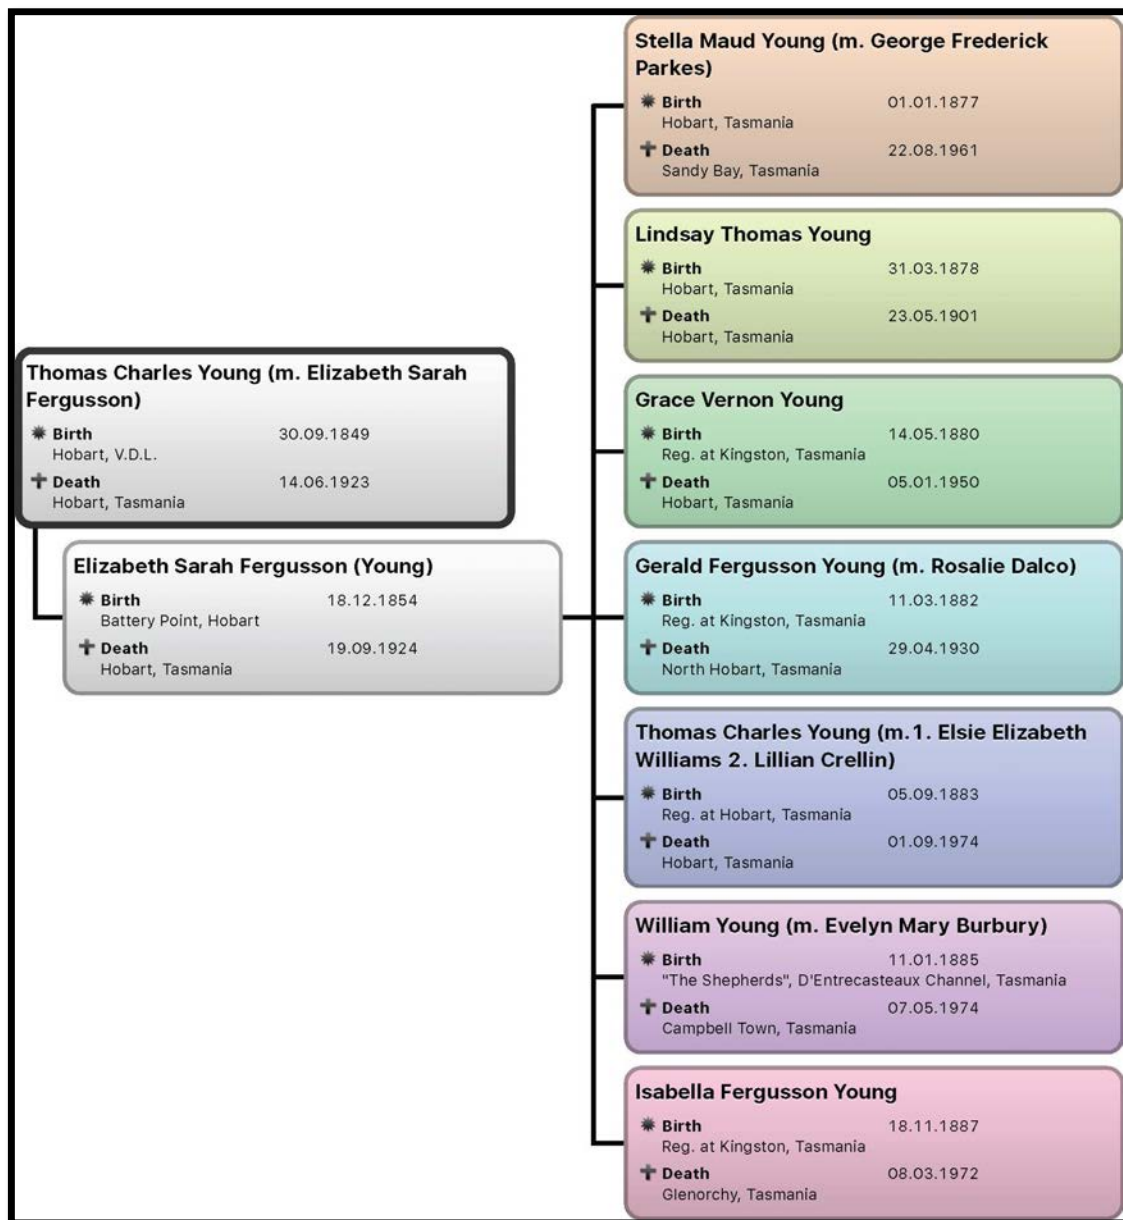 Stella Maud Young (m. George Frederick
Parkes)
Birth 01.01.1877
Hobart, Tasmania
Death 22.08.1961
Sandy Bay, Tasmania
Lindsay Thomas Young
Birth 31.03.1878
Hobart, Tasmania
Death 23.05.1901
Hobart, Tasmania
Thomas Charles Young (m. Elizabeth Sarah
Fergusson)
Birth 30.09.1849
Hobart, V.D.L.
Death 14.06.1923
Hobart, Tasmania
Grace Vernon Young
Birth 14.05.1880
Reg. at Kingston, Tasmania
Death 05.01.1950
Hobart, Tasmania
Elizabeth Sarah Fergusson (Young)
Birth 18.12.1854
Battery Point, Hobart
Death 19.09.1924
Hobart, Tasmania
Gerald Fergusson Young (m. Rosalie Dalco)
Birth 11.03.1882
Reg. at Kingston, Tasmania
Death 29.04.1930
North Hobart, Tasmania
Thomas Charles Young (m.1. Elsie Elizabeth
Williams 2. Lillian Crellin)
Birth 05.09.1883
Reg. at Hobart, Tasmania
Death 01.09.1974
Hobart, Tasmania
William Young (m. Evelyn Mary Burbury)
Birth 11.01.1885
"The Shepherds", D'Entrecasteaux Channel, Tasmania
Death 07.05.1974
Campbell Town, Tasmania
Isabella Fergusson Young
Birth 18.11.1887
Reg. at Kingston, Tasmania
Death 08.03.1972
Glenorchy, Tasmania